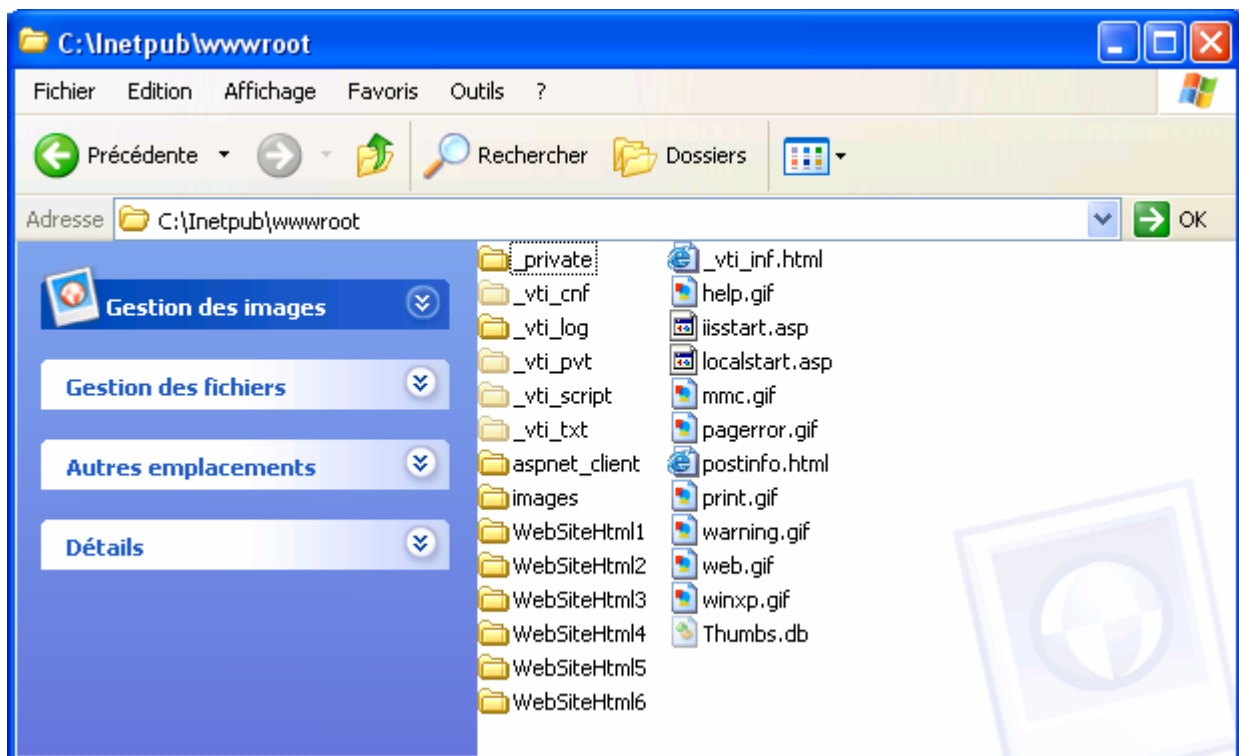 C:\Inetpub\wwwroot
Fichier Edition Affichage Favoris Outils ?
Précédente Rechercher Dossiers
Adresse C:\Inetpub\wwwroot OK
Gestion des images
Gestion des fichiers
Autres emplacements
Détails
_private
_vti_cnf
_vti_log
_vti_pvt
_vti_script
_vti_txt
aspnet_client
images
WebSiteHtml1
WebSiteHtml2
WebSiteHtml3
WebSiteHtml4
WebSiteHtml5
WebSiteHtml6
_vti_inf.html
help.gif
iisstart.asp
localstart.asp
mmc.gif
pagerror.gif
postinfo.html
print.gif
warning.gif
web.gif
winxp.gif
Thumbs.db